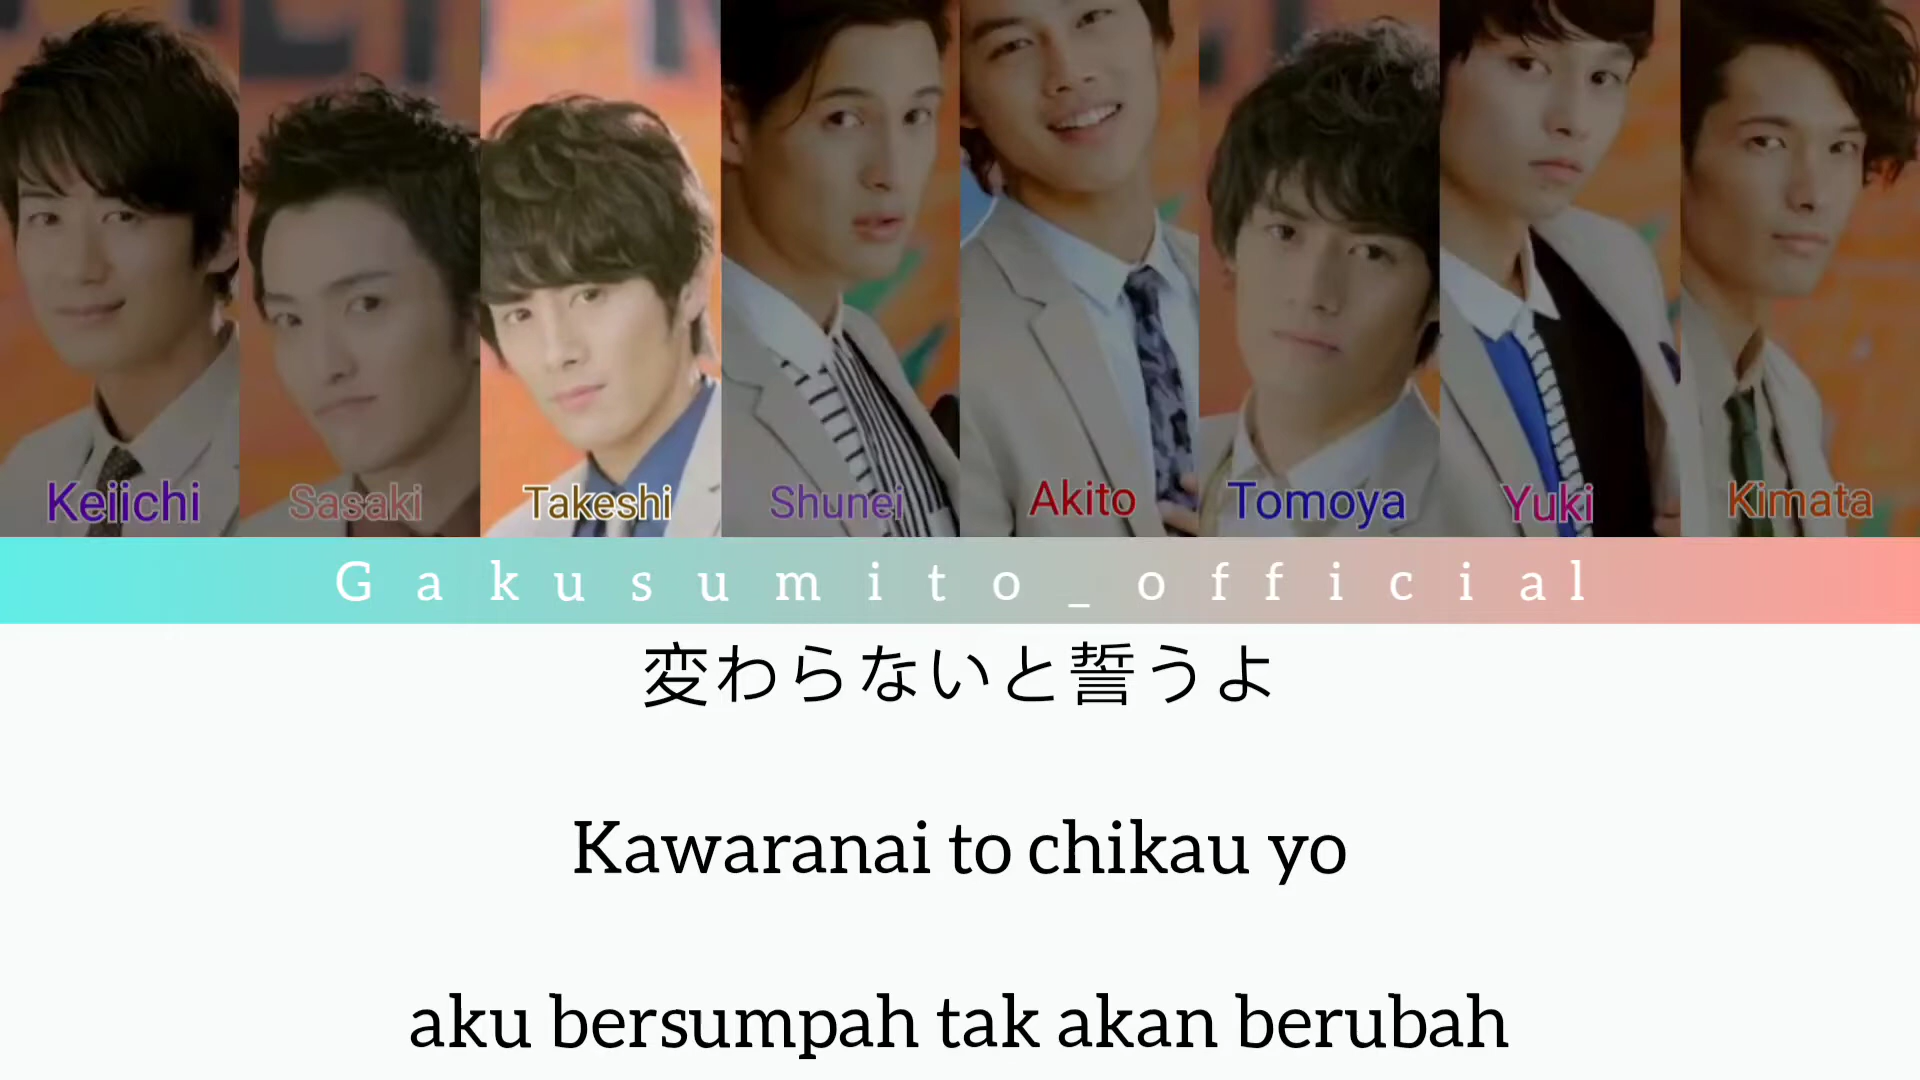 Keiichi Sasaki Takeshi Shunei Akito Tomoya Yuki Kimata
Gakusumito_official
変わらないと誓うよ
Kawaranai to chikau yo
aku bersumpah tak akan berubah